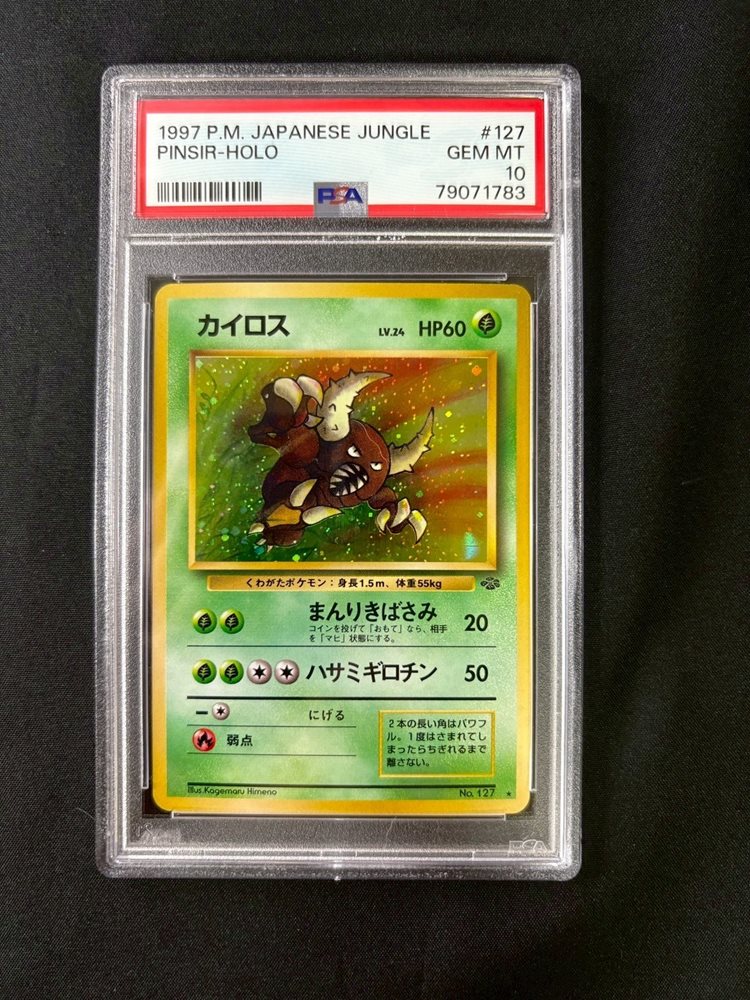 1997 P.M. JAPANESE JUNGLE #127
PINSIR-HOLO GEM MT
10
PSA 79071783
カイロス LV.24 HP60
くわがたポケモン:身長1.5m、体重55kg
まんりきばさみ 20
コインを投げて「おもて」なら、相手
を「マヒ」状態にする。
ハサミギロチン 50
にげる
弱点
2本の長い角はパワフ
ル。1度はさまれてし
まったらちぎれるまで
離さない。
Illus.Kagemaru Himeno No. 127 ★